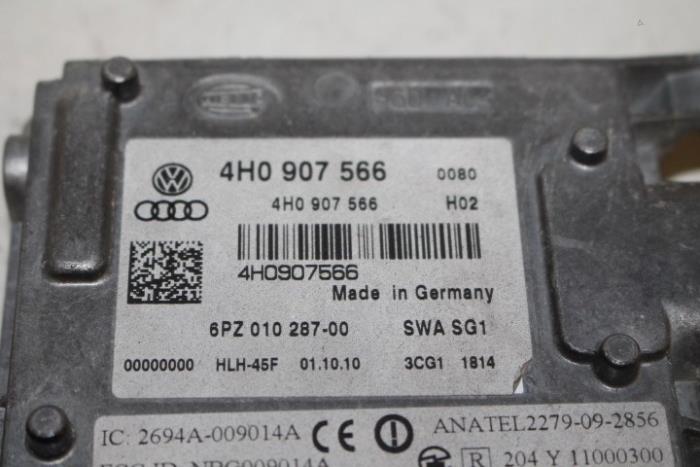 4H0 907 566 0080
4H0 907 566 H02
4H0907566
Made in Germany
6PZ 010 287-00 SWA SG1
00000000 HLH-45F 01.10.10 3CG1 1814
IC: 2694A-009014A CE ANATEL2279-09-2856
R 204 Y 11000300